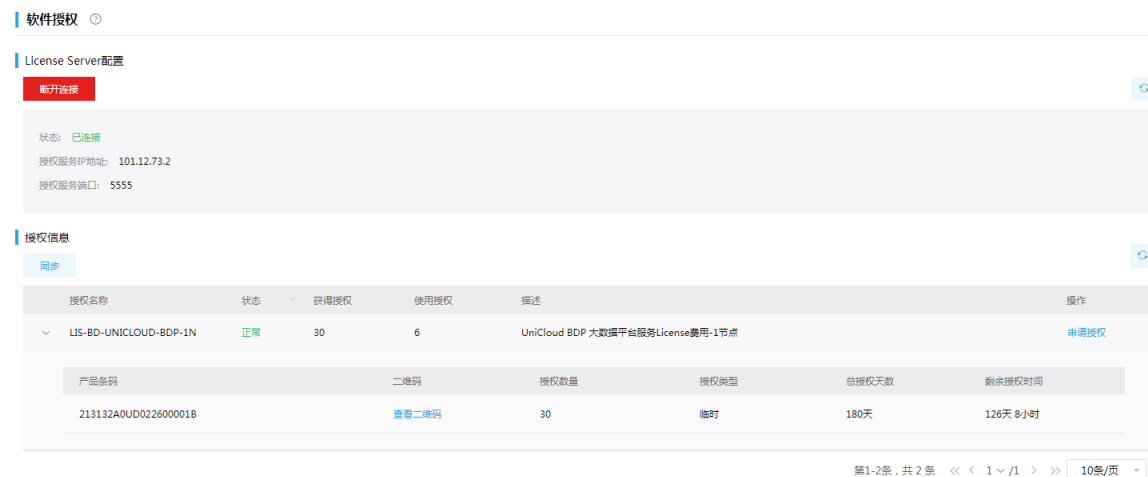 软件授权
License Server配置
断开连接
状态: 已连接
授权服务IP地址: 101.12.73.2
授权服务端口: 5555
授权信息
同步
授权名称 状态 获得授权 使用授权 描述 操作
LIS-BD-UNICLOUD-BDP-1N 正常 30 6 UniCloud BDP 大数据平台服务License费用-1节点 申请授权
产品条码 二维码 授权数量 授权类型 总授权天数 剩余授权时间
213132A0UD022600001B 查看二维码 30 临时 180天 126天 8小时
第1-2条，共 2 条 1 /1 10条/页